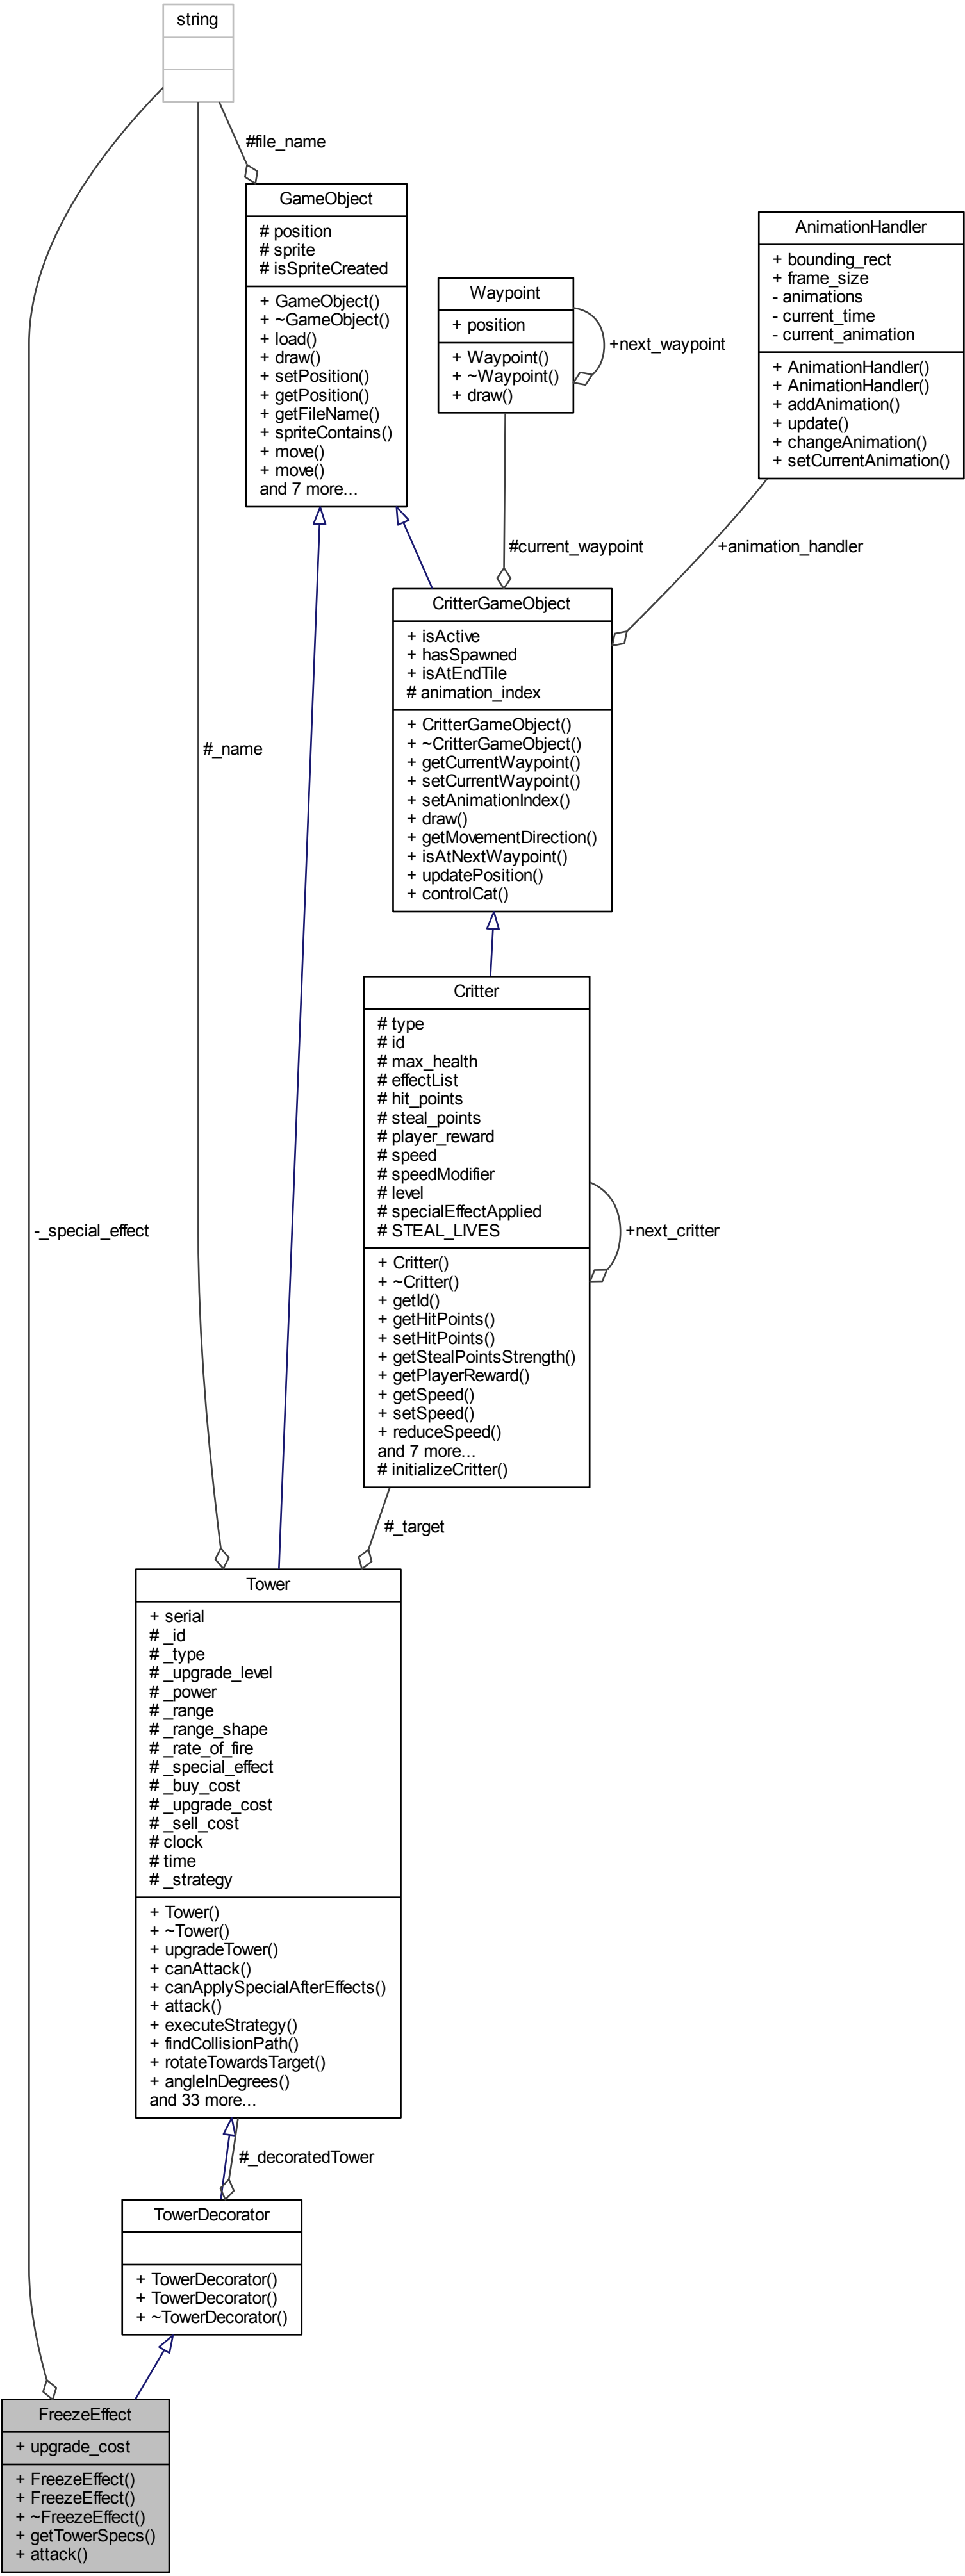 string
#file_name
GameObject
# position
# sprite
# isSpriteCreated
+ GameObject()
+ ~GameObject()
+ load()
+ draw()
+ setPosition()
+ getPosition()
+ getFileName()
+ spriteContains()
+ move()
+ move()
and 7 more...
Waypoint
+ position
+ Waypoint()
+ ~Waypoint()
+ draw()
+next_waypoint
AnimationHandler
+ bounding_rect
+ frame_size
- animations
- current_time
- current_animation
+ AnimationHandler()
+ AnimationHandler()
+ addAnimation()
+ update()
+ changeAnimation()
+ setCurrentAnimation()
#current_waypoint
+animation_handler
CritterGameObject
+ isActive
+ hasSpawned
+ isAtEndTile
# animation_index
+ CritterGameObject()
+ ~CritterGameObject()
+ getCurrentWaypoint()
+ setCurrentWaypoint()
+ setAnimationIndex()
+ draw()
+ getMovementDirection()
+ isAtNextWaypoint()
+ updatePosition()
+ controlCat()
#_name
Critter
# type
# id
# max_health
# effectList
# hit_points
# steal_points
# player_reward
# speed
# speedModifier
# level
# specialEffectApplied
# STEAL_LIVES
+ Critter()
+ ~Critter()
+ getId()
+ getHitPoints()
+ setHitPoints()
+ getStealPointsStrength()
+ getPlayerReward()
+ getSpeed()
+ setSpeed()
+ reduceSpeed()
and 7 more...
# initializeCritter()
+next_critter
-_special_effect
#_target
Tower
+ serial
# _id
# _type
# _upgrade_level
# _power
# _range
# _range_shape
# _rate_of_fire
# _special_effect
# _buy_cost
# _upgrade_cost
# _sell_cost
# clock
# time
# _strategy
+ Tower()
+ ~Tower()
+ upgradeTower()
+ canAttack()
+ canApplySpecialAfterEffects()
+ attack()
+ executeStrategy()
+ findCollisionPath()
+ rotateTowardsTarget()
+ angleInDegrees()
and 33 more...
#_decoratedTower
TowerDecorator
+ TowerDecorator()
+ TowerDecorator()
+ ~TowerDecorator()
FreezeEffect
+ upgrade_cost
+ FreezeEffect()
+ FreezeEffect()
+ ~FreezeEffect()
+ getTowerSpecs()
+ attack()